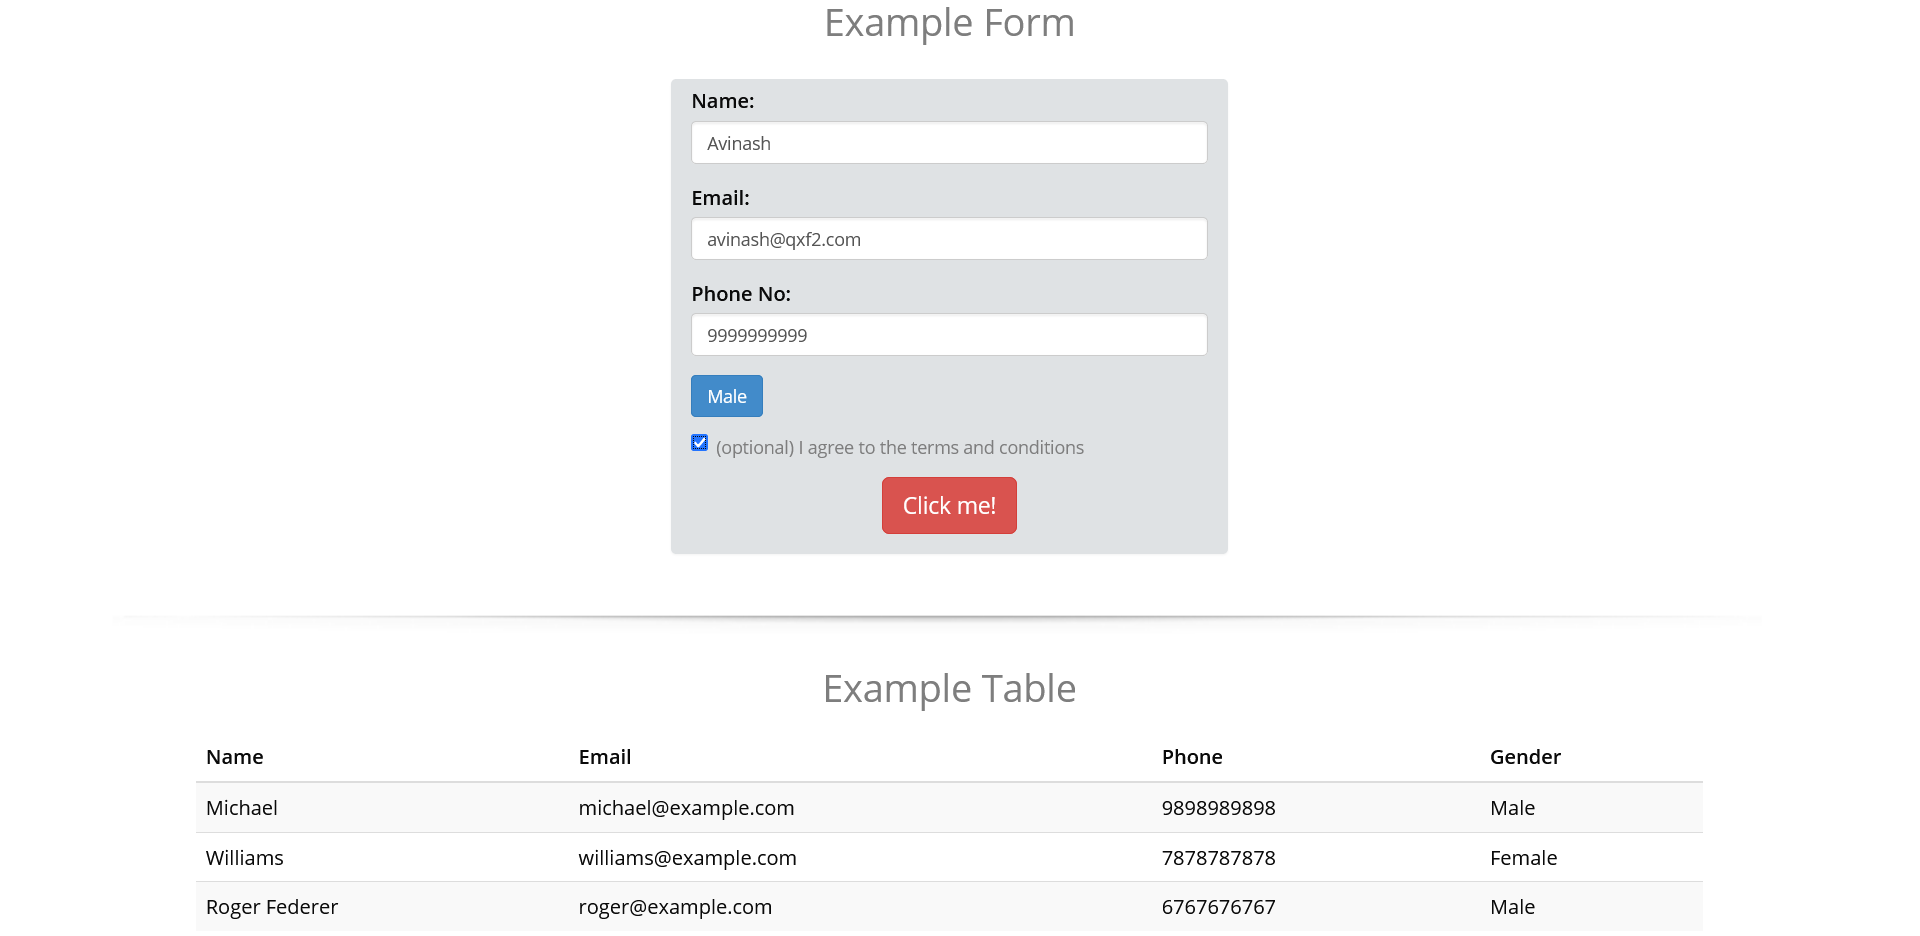 Example Form
Name:
Avinash
Email:
avinash@qxf2.com
Phone No:
9999999999
Male
(optional) I agree to the terms and conditions
Click me!
Example Table
Name Email Phone Gender
Michael michael@example.com 9898989898 Male
Williams williams@example.com 7878787878 Female
Roger Federer roger@example.com 6767676767 Male